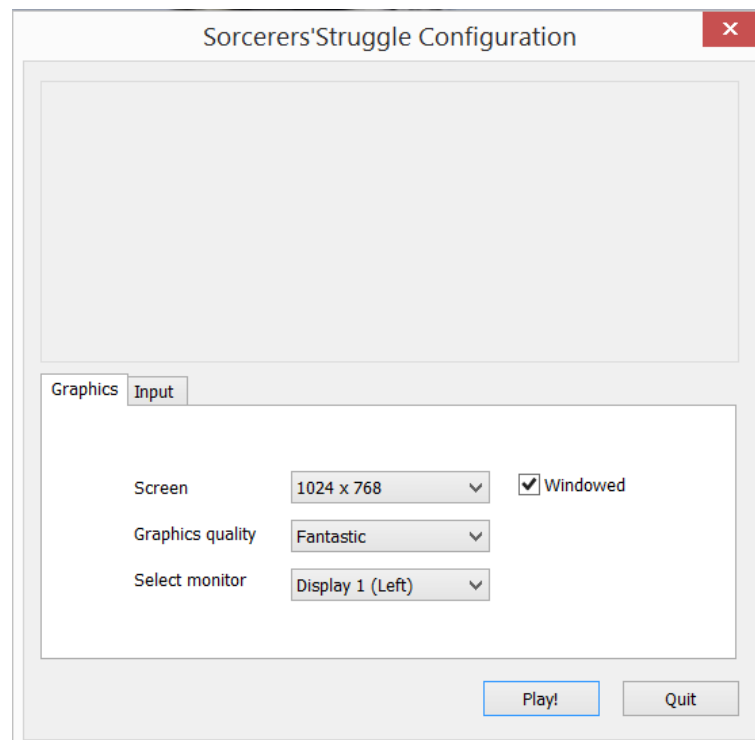 Sorcerers'Struggle Configuration
Graphics Input
Screen 1024 x 768 Windowed
Graphics quality Fantastic
Select monitor Display 1 (Left)
Play! Quit